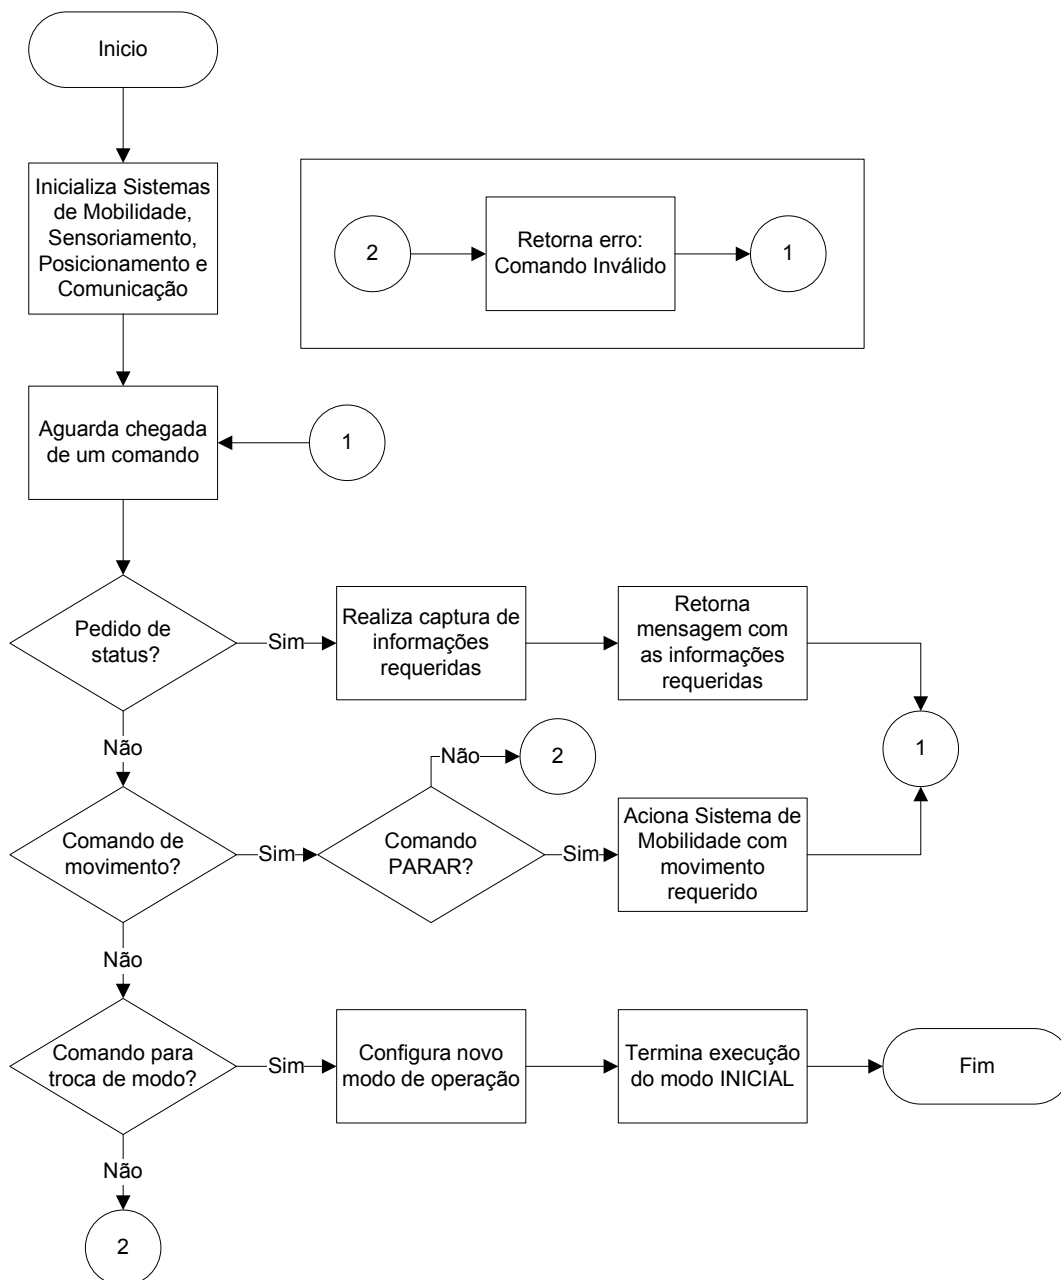 Inicio
Inicializa Sistemas
de Mobilidade,
Sensoriamento,
Posicionamento e
Comunicação
2
Retorna erro:
Comando Inválido
1
Aguarda chegada
de um comando
1
Pedido de
status?
Sim
Realiza captura de
informações
requeridas
Retorna
mensagem com
as informações
requeridas
1
Não
Não
2
Comando de
movimento?
Sim
Comando
PARAR?
Sim
Aciona Sistema de
Mobilidade com
movimento
requerido
Não
Comando para
troca de modo?
Sim
Configura novo
modo de operação
Termina execução
do modo INICIAL
Fim
Não
2